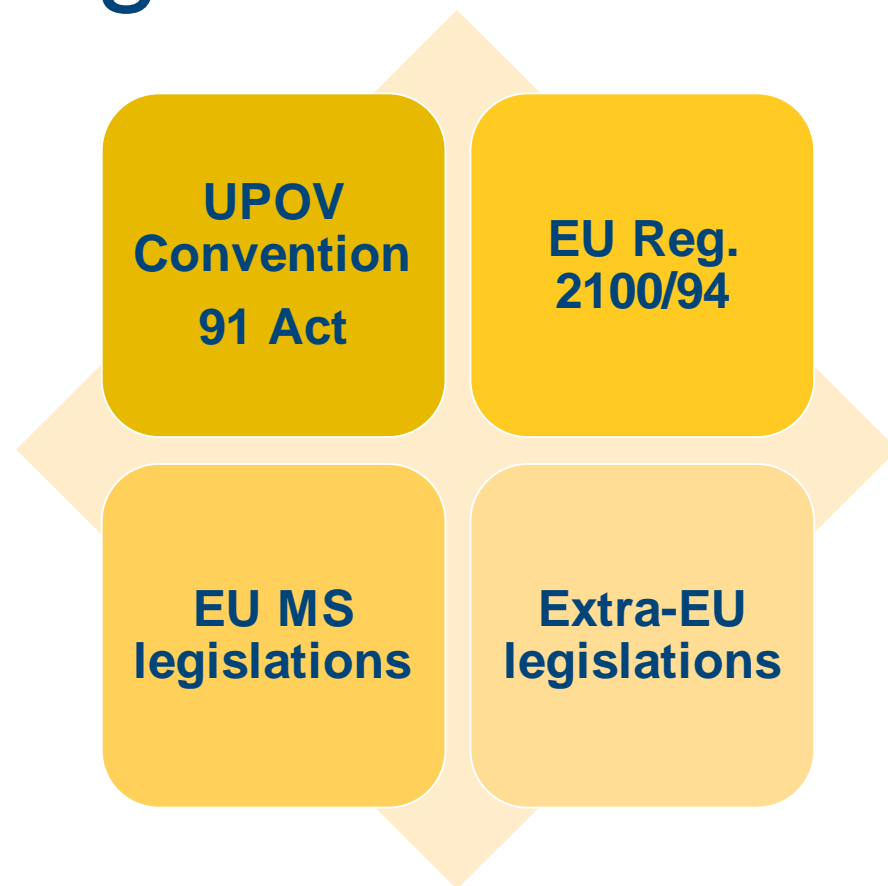 g
UPOV
Convention
91 Act
EU Reg.
2100/94
EU MS
legislations
Extra-EU
legislations